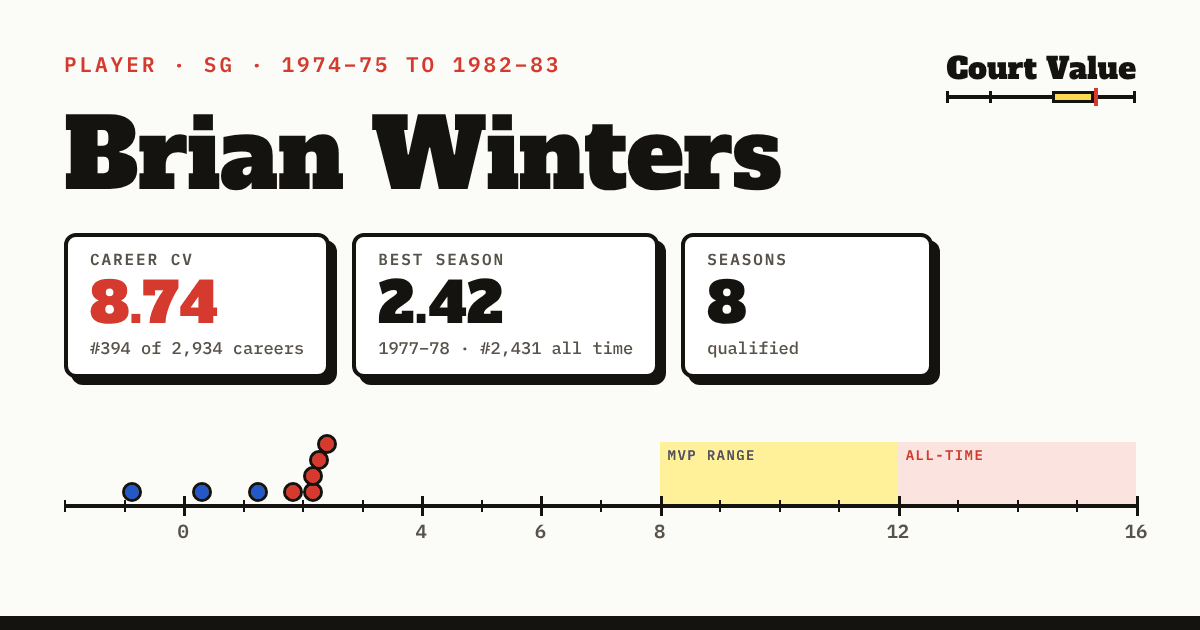 PLAYER · SG · 1974–75 TO 1982–83
Court Value
Brian Winters
CAREER CV
8.74
#394 of 2,934 careers
BEST SEASON
2.42
1977–78 · #2,431 all time
SEASONS
8
qualified
MVP RANGE
ALL-TIME
0 4 6 8 12 16